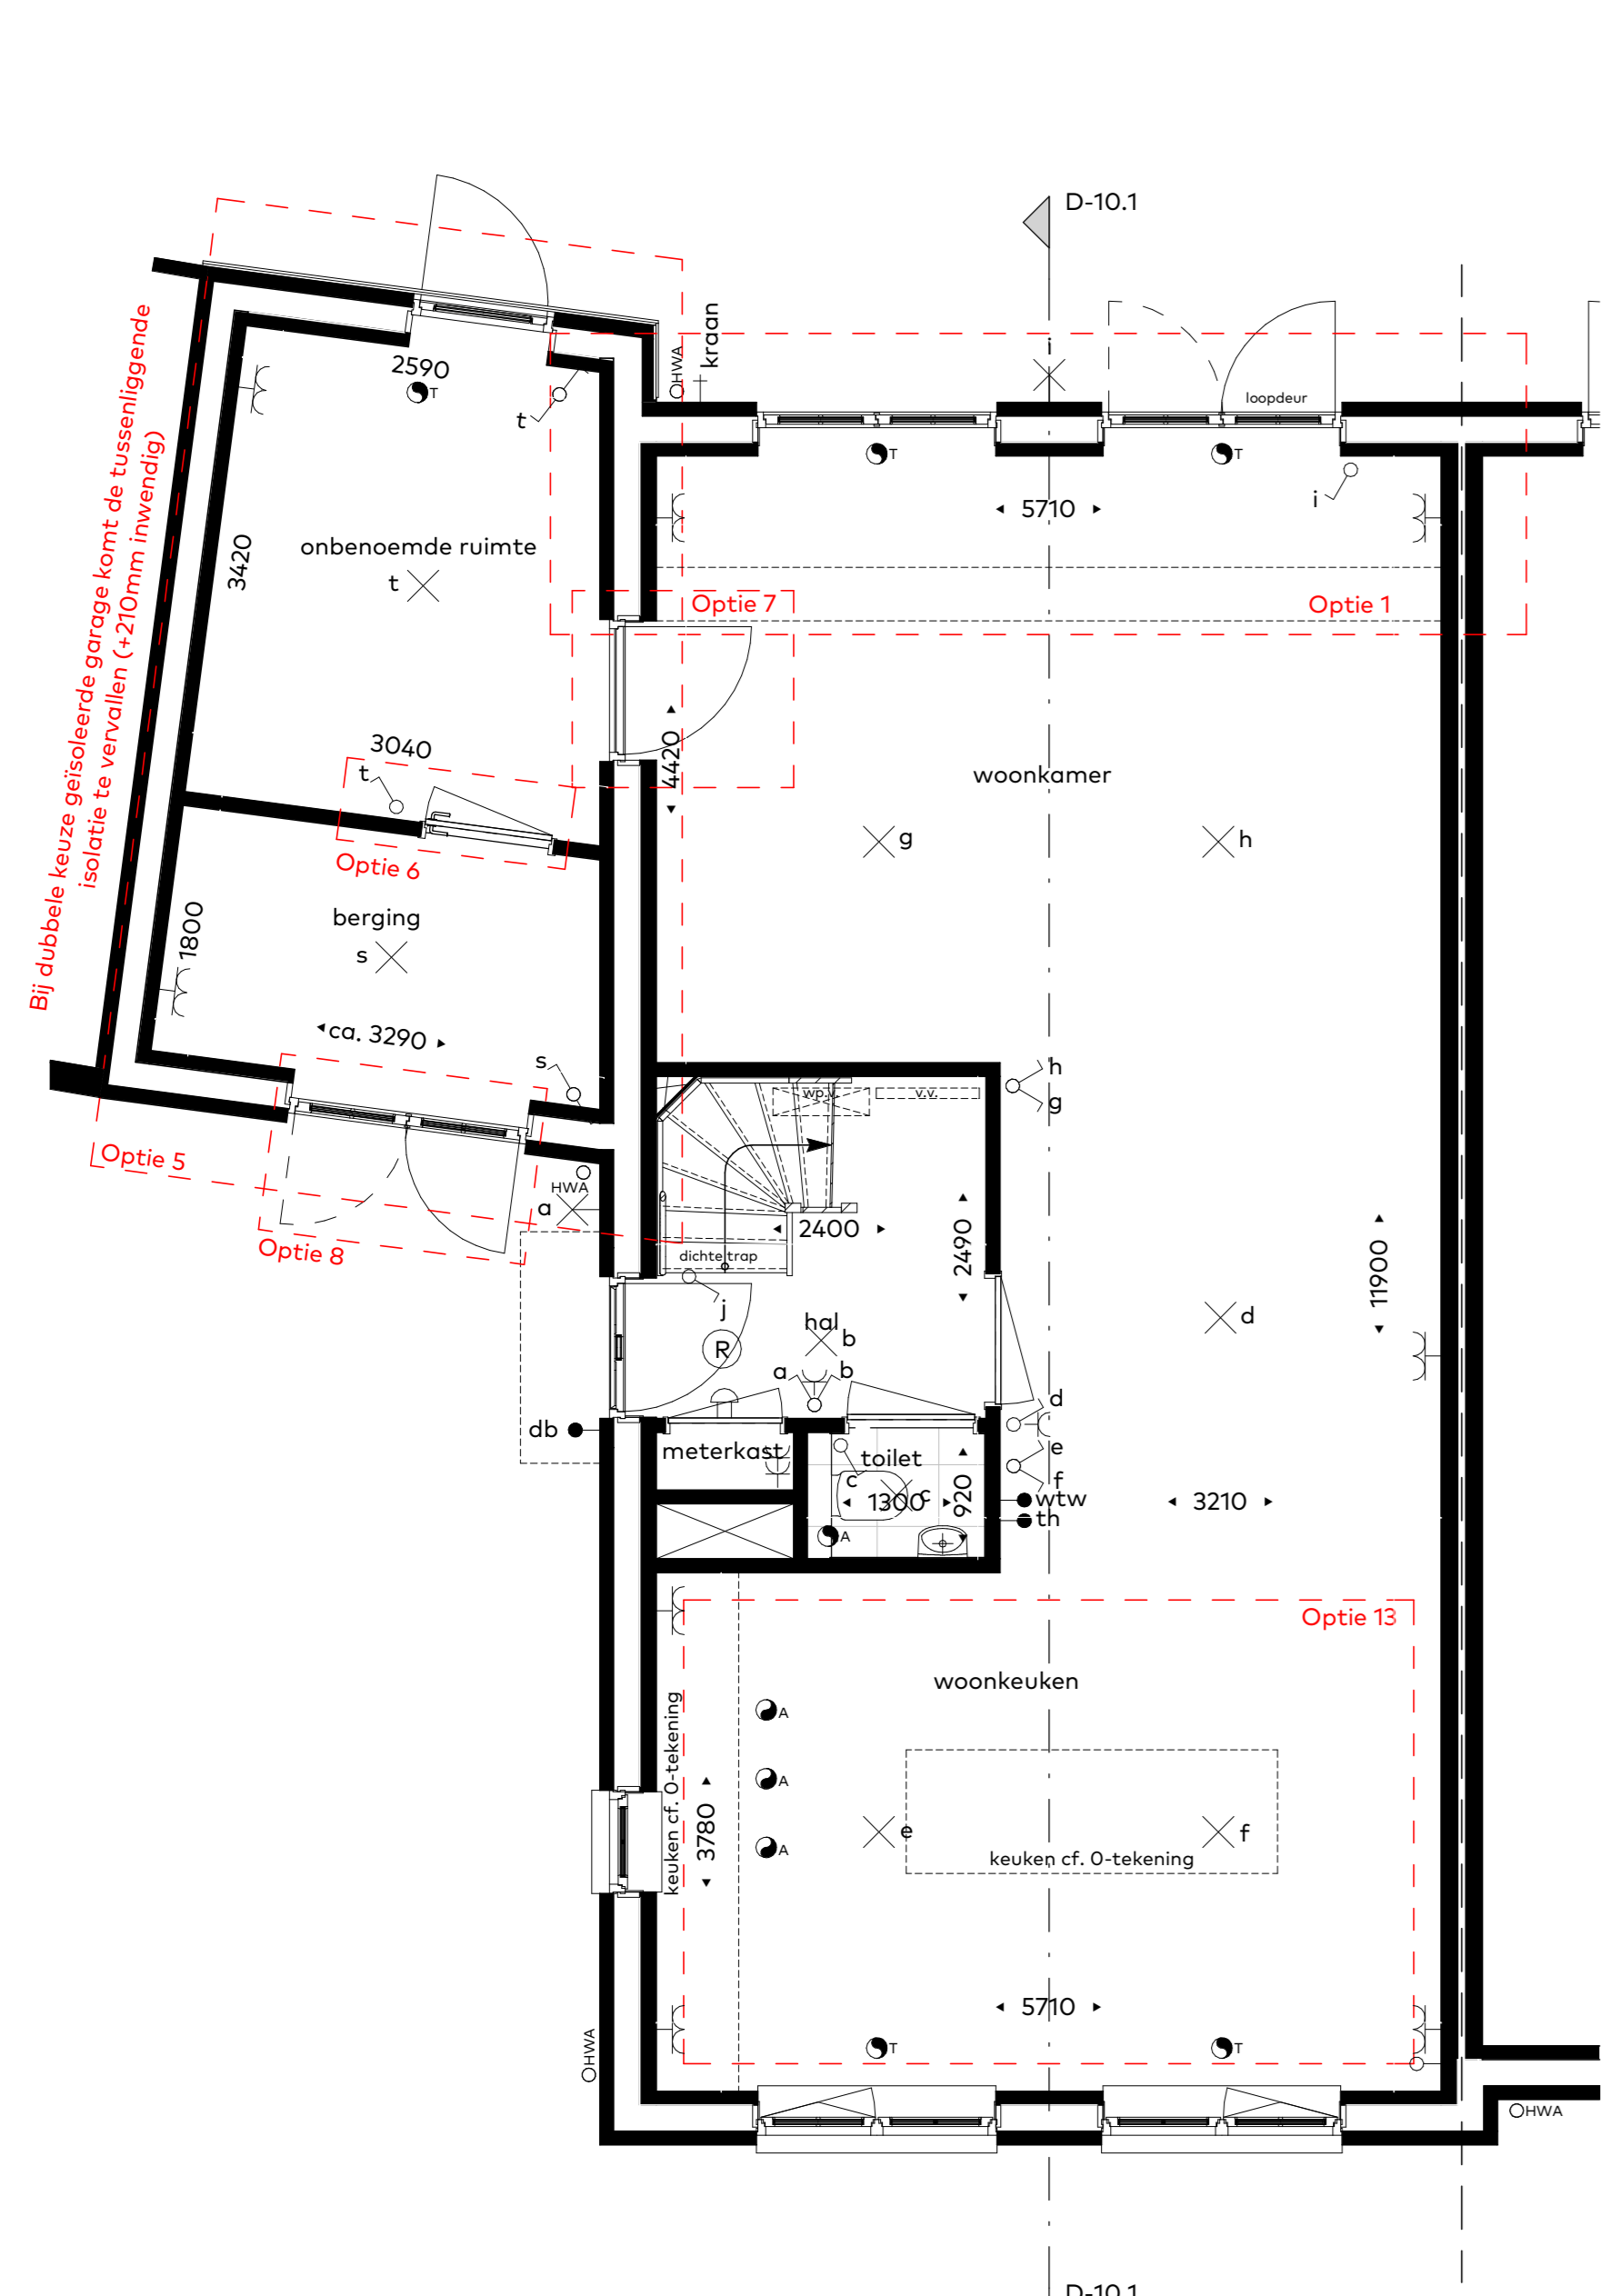 D-10.1
kraan
HWA
i
loopdeur
2590
T
t
T
T
i
5710
Bij dubbele keuze geïsoleerde garage komt de tussenliggende
isolatie te vervallen (+210mm inwendig)
3420
onbenoemde ruimte
t
Optie 7
Optie 1
3040
t
4420
woonkamer
g
h
Optie 6
berging
s
1800
ca. 3290
s
h
g
wp.v.
v.v.
Optie 5
HWA
a
Optie 8
2400
2490
11900
dichte trap
j
hal
b
R
d
a
b
d
db
meterkast
toilet
e
c
f
1300
c
920
wtw
th
3210
A
Optie 13
woonkeuken
keuken cf. 0-tekening
3780
A
A
A
e
f
keuken cf. 0-tekening
5710
HWA
T
T
HWA
D-10.1